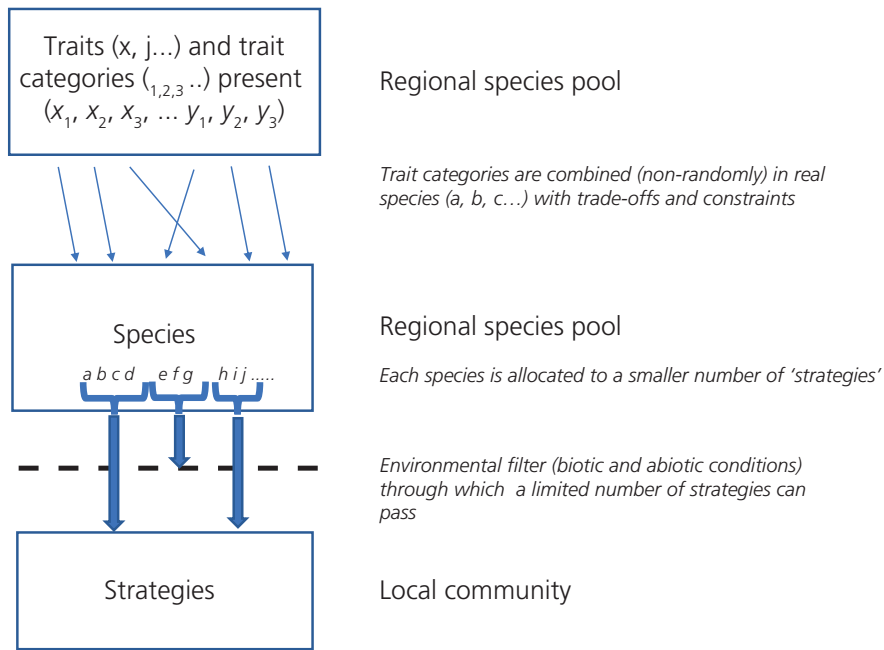 Traits (x, j...) and trait
categories (1,2,3 ..) present
(x1, x2, x3, ... y1, y2, y3)
Regional species pool
Trait categories are combined (non-randomly) in real
species (a, b, c...) with trade-offs and constraints
Species
a b c d e f g h i j .....
Regional species pool
Each species is allocated to a smaller number of ‘strategies’
Environmental filter (biotic and abiotic conditions)
through which a limited number of strategies can
pass
Strategies
Local community